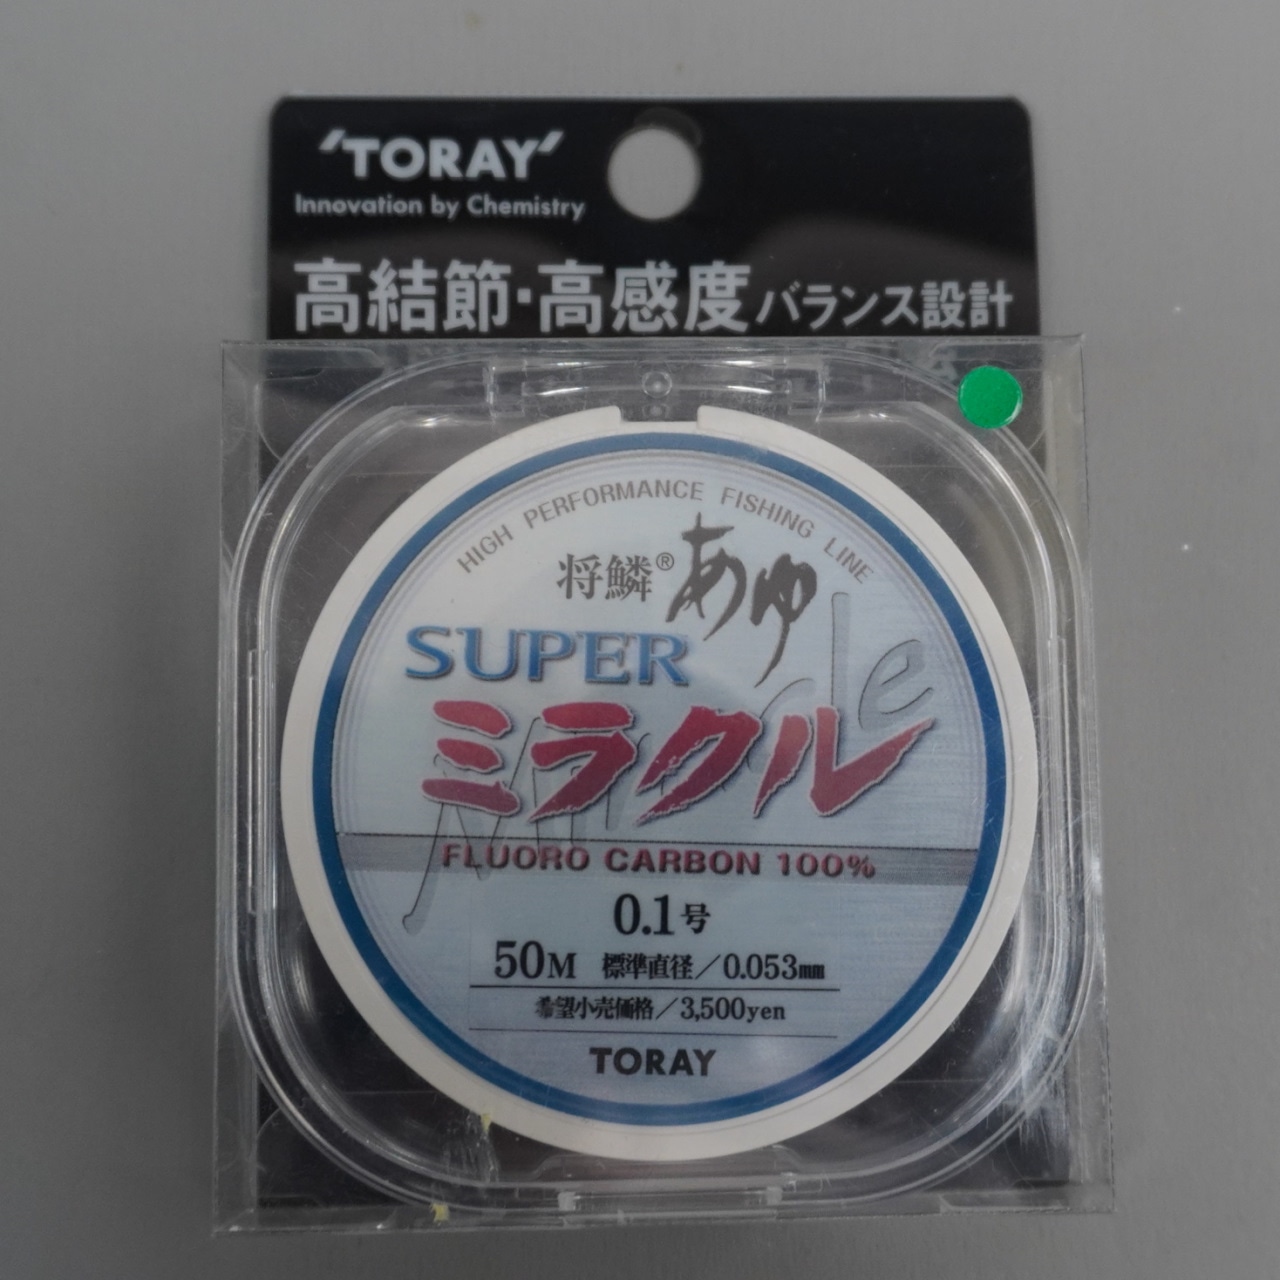 'TORAY'
Innovation by Chemistry
高結節・高感度バランス設計
HIGH PERFORMANCE FISHING LINE
将鱗®あゆ
SUPER
ミラクル
Miracle
FLUORO CARBON 100%
0.1号
50M 標準直径／0.053mm
希望小売価格／3,500yen
TORAY